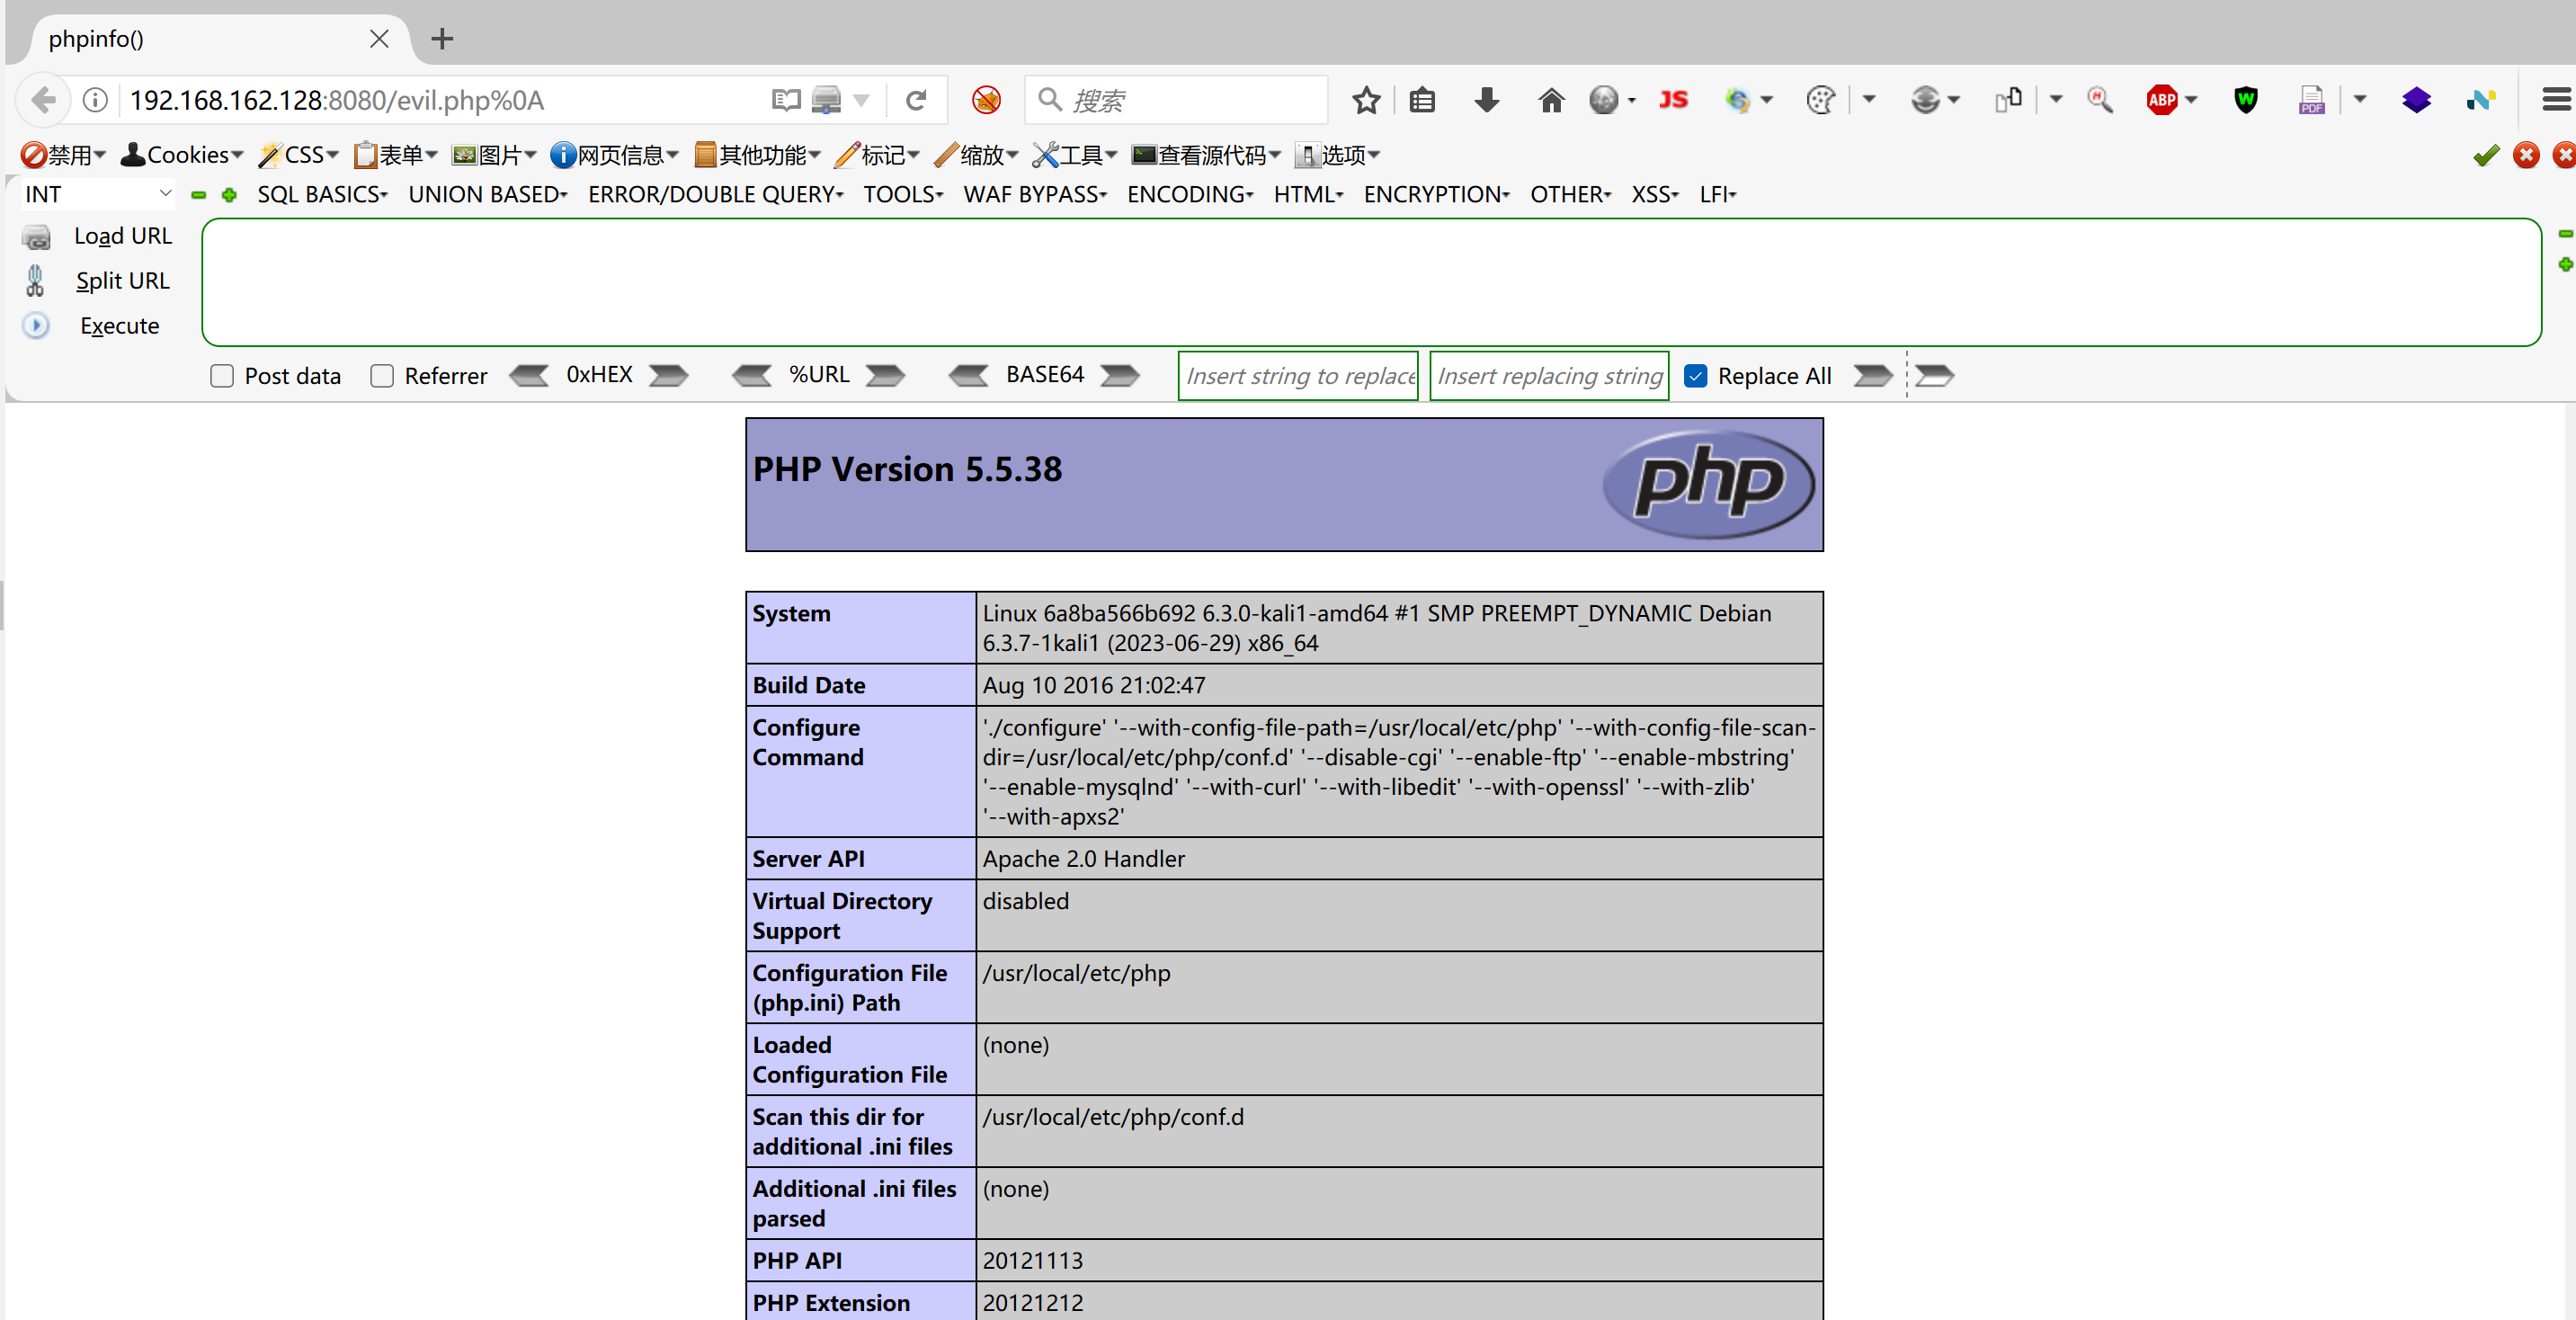 phpinfo()
192.168.162.128:8080/evil.php%0A
搜索
JS
ABP
W
PDF
禁用 Cookies CSS 表单 图片 网页信息 其他功能 标记 缩放 工具 查看源代码 选项
INT SQL BASICS UNION BASED ERROR/DOUBLE QUERY TOOLS WAF BYPASS ENCODING HTML ENCRYPTION OTHER XSS LFI
Load URL
Split URL
Execute
Post data Referrer 0xHEX %URL BASE64 Insert string to replace Insert replacing string Replace All
PHP Version 5.5.38
php
System
Linux 6a8ba566b692 6.3.0-kali1-amd64 #1 SMP PREEMPT_DYNAMIC Debian
6.3.7-1kali1 (2023-06-29) x86_64
Build Date
Aug 10 2016 21:02:47
Configure
Command
'./configure' '--with-config-file-path=/usr/local/etc/php' '--with-config-file-scan-
dir=/usr/local/etc/php/conf.d' '--disable-cgi' '--enable-ftp' '--enable-mbstring'
'--enable-mysqlnd' '--with-curl' '--with-libedit' '--with-openssl' '--with-zlib'
'--with-apxs2'
Server API
Apache 2.0 Handler
Virtual Directory
Support
disabled
Configuration File
(php.ini) Path
/usr/local/etc/php
Loaded
Configuration File
(none)
Scan this dir for
additional .ini files
/usr/local/etc/php/conf.d
Additional .ini files
parsed
(none)
PHP API
20121113
PHP Extension
20121212